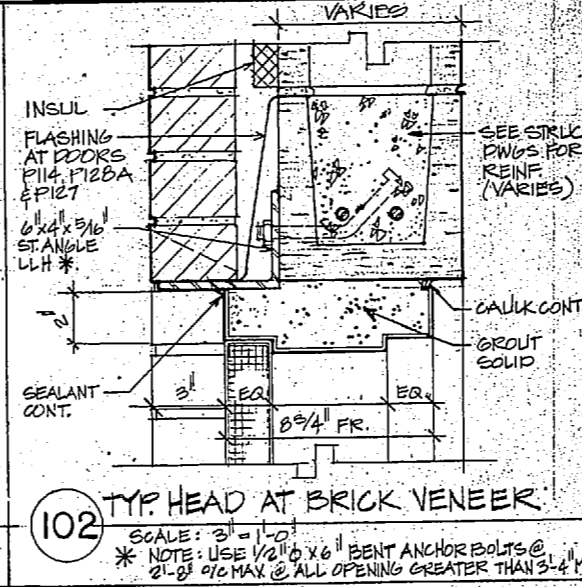 VARIES
INSUL
FLASHING
AT DOORS
P114, P128A
& P127
6"x4"x5/16"
ST. ANGLE
LLH *
SEE STRUC
DWGS FOR
REINF
(VARIES)
2"
CAULK CONT
GROUT
SOLID
SEALANT
CONT.
3"
EQ
EQ.
8 3/4" FR.
102
TYP. HEAD AT BRICK VENEER
SCALE: 3"=1'-0"
* NOTE: USE 1/2"φ X 6" BENT ANCHOR BOLTS @
2'-8" O/C MAX @ ALL OPENING GREATER THAN 3'-4"